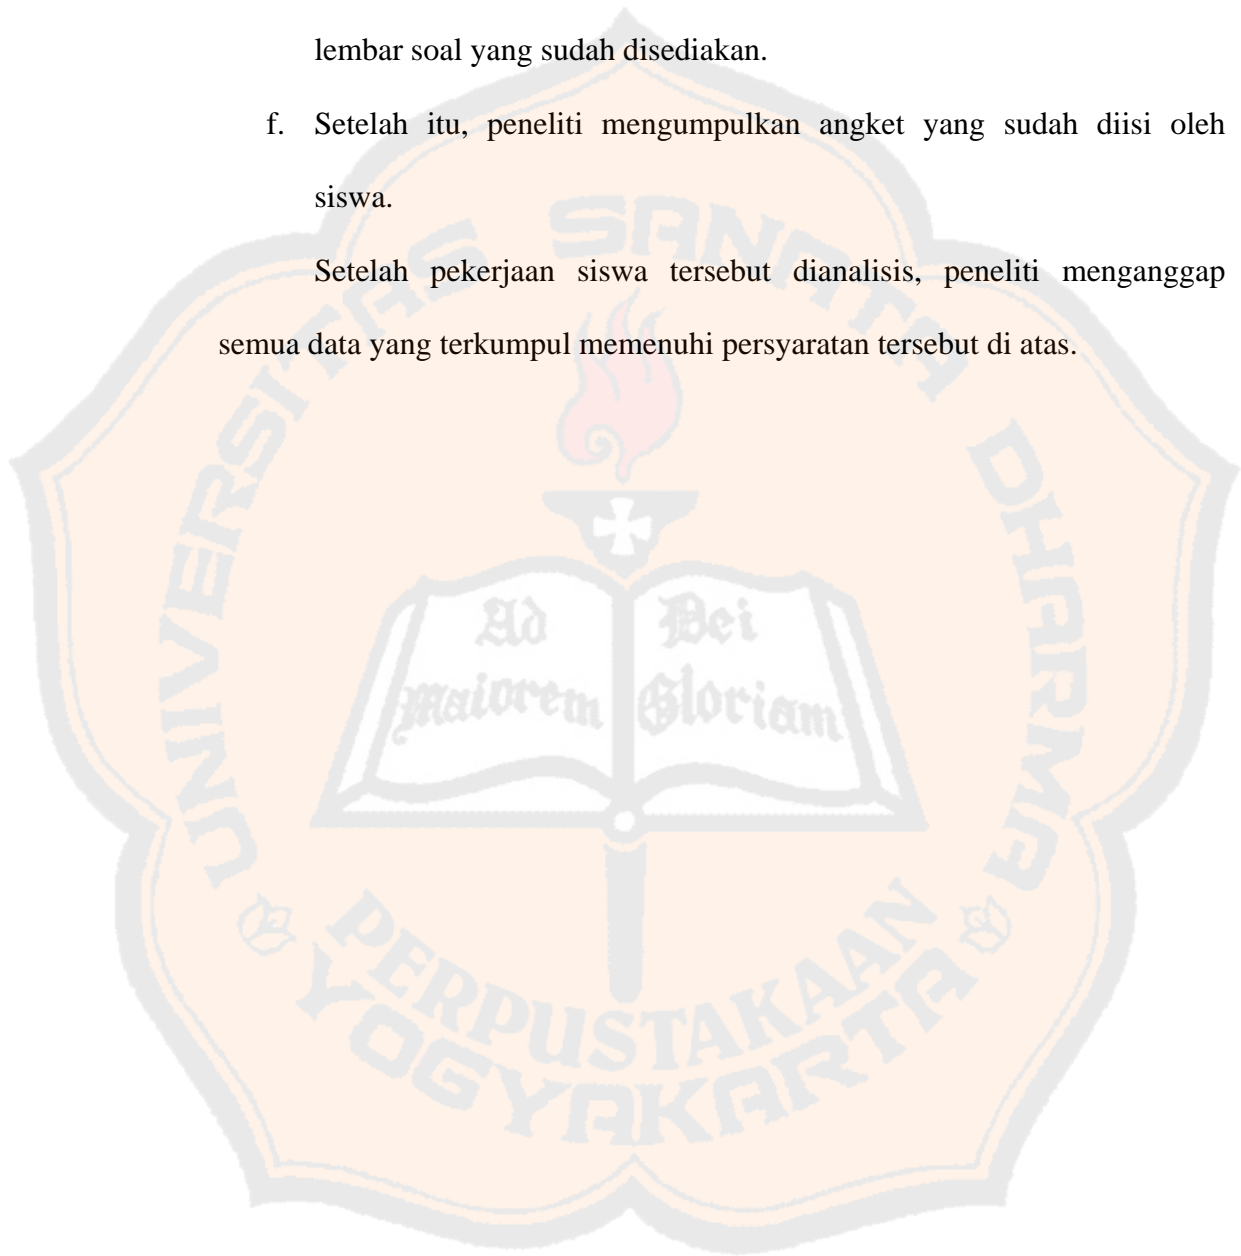 lembar soal yang sudah disediakan.
f. Setelah itu, peneliti mengumpulkan angket yang sudah diisi oleh
siswa.
Setelah pekerjaan siswa tersebut dianalisis, peneliti menganggap
semua data yang terkumpul memenuhi persyaratan tersebut di atas.
UNIVERSITAS SANATA DHARMA
Ad Dei
Maiorem Gloriam
PERPUSTAKAAN
YOGYAKARTA